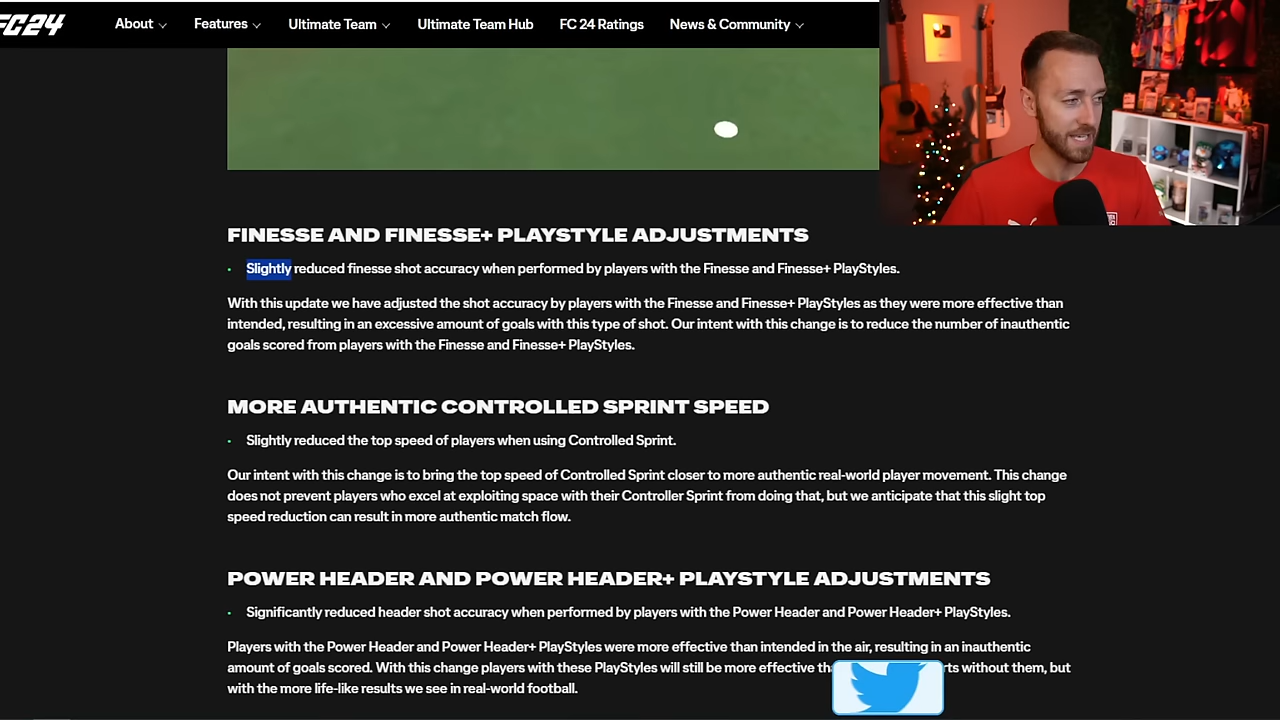 FC24 About Features Ultimate Team Ultimate Team Hub FC 24 Ratings News & Community
FINESSE AND FINESSE+ PLAYSTYLE ADJUSTMENTS
• Slightly reduced finesse shot accuracy when performed by players with the Finesse and Finesse+ PlayStyles.
With this update we have adjusted the shot accuracy by players with the Finesse and Finesse+ PlayStyles as they were more effective than
intended, resulting in an excessive amount of goals with this type of shot. Our intent with this change is to reduce the number of inauthentic
goals scored from players with the Finesse and Finesse+ PlayStyles.
MORE AUTHENTIC CONTROLLED SPRINT SPEED
• Slightly reduced the top speed of players when using Controlled Sprint.
Our intent with this change is to bring the top speed of Controlled Sprint closer to more authentic real-world player movement. This change
does not prevent players who excel at exploiting space with their Controller Sprint from doing that, but we anticipate that this slight top
speed reduction can result in more authentic match flow.
POWER HEADER AND POWER HEADER+ PLAYSTYLE ADJUSTMENTS
• Significantly reduced header shot accuracy when performed by players with the Power Header and Power Header+ PlayStyles.
Players with the Power Header and Power Header+ PlayStyles were more effective than intended in the air, resulting in an inauthentic
amount of goals scored. With this change players with these PlayStyles will still be more effective without them, but
with the more life-like results we see in real-world football.